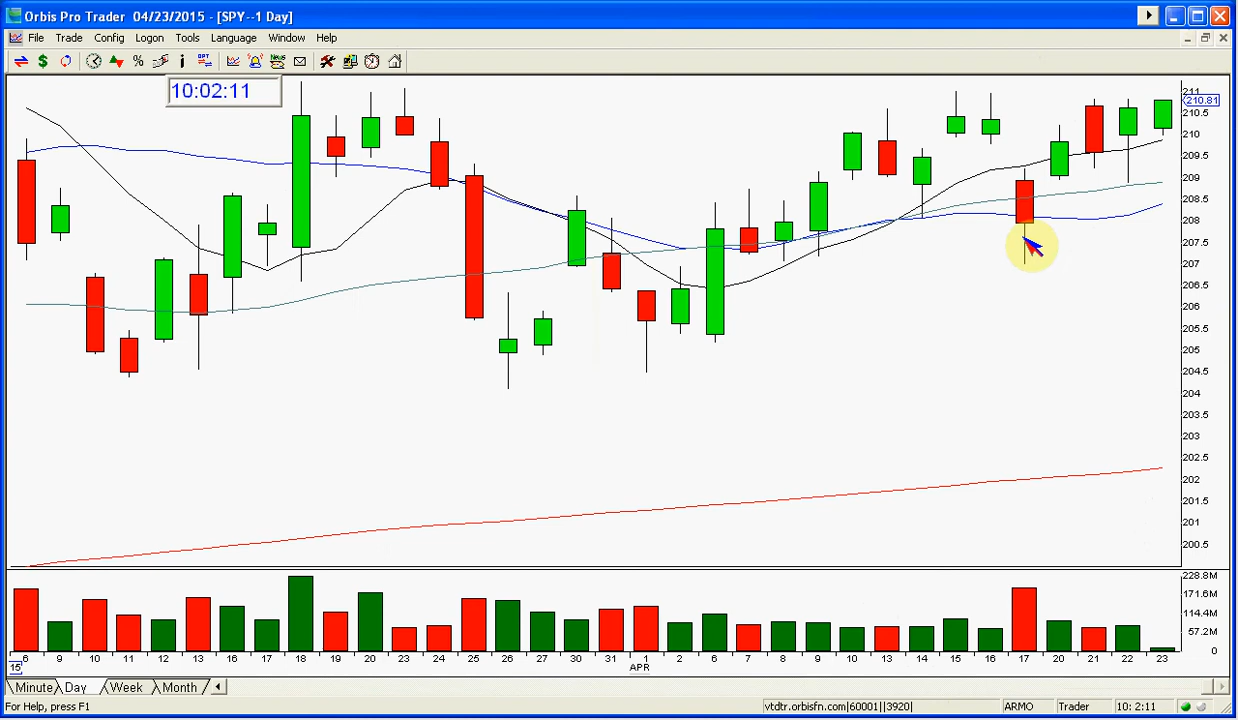 Orbis Pro Trader 04/23/2015 - [SPY--1 Day]
File Trade Config Logon Tools Language Window Help
10:02:11
211
210.81
210.5
210
209.5
209
208.5
208
207.5
207
206.5
206
205.5
205
204.5
204
203.5
203
202.5
202
201.5
201
200.5
228.8M
171.6M
114.4M
57.2M
0
6 9 10 11 12 13 16 17 18 19 20 23 24 25 26 27 30 31 1 2 6 7 8 9 10 13 14 15 16 17 20 21 22 23
15 APR
Minute Day Week Month
For Help, press F1 vtdtr.orbisfn.com|60001||3920| ARMO Trader 10: 2:11